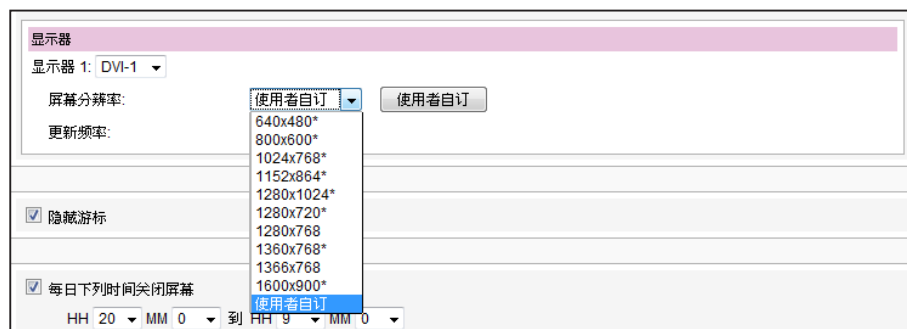 显示器
显示器 1: DVI-1
屏幕分辨率: 使用者自订 使用者自订
更新频率:
640x480*
800x600*
1024x768*
1152x864*
1280x1024*
1280x720*
1280x768
1360x768*
1366x768
1600x900*
使用者自订
隐藏游标
每日下列时间关闭屏幕
HH 20 MM 0 到 HH 9 MM 0